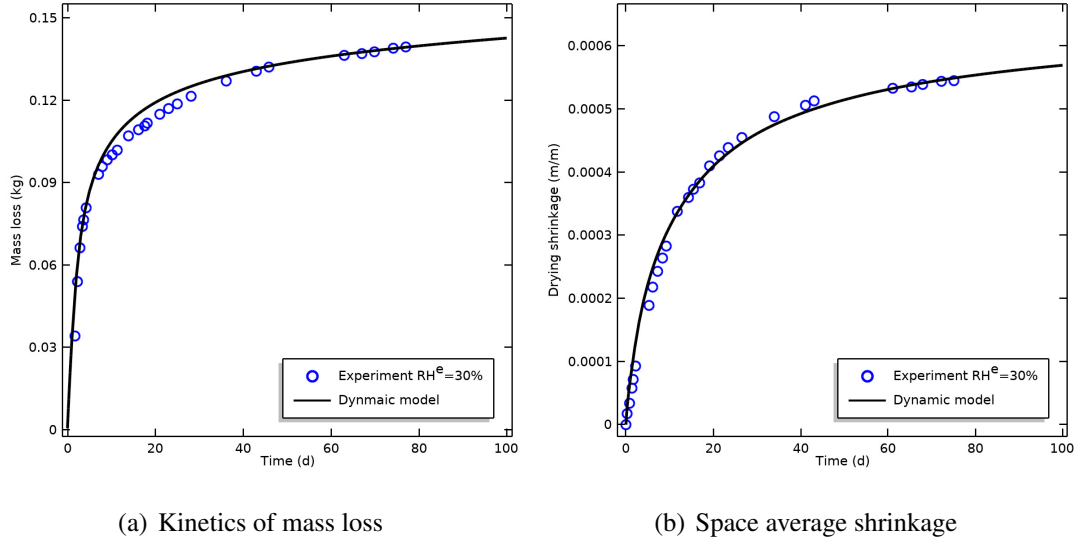 0.15
0.12
0.09
0.06
0.03
0
Mass loss (kg)
0 20 40 60 80 100
Time (d)
Experiment RHe=30%
Dynmaic model
(a) Kinetics of mass loss
0.0006
0.0005
0.0004
0.0003
0.0002
0.0001
0
Drying shrinkage (m/m)
0 20 40 60 80 100
Time (d)
Experiment RHe=30%
Dynamic model
(b) Space average shrinkage